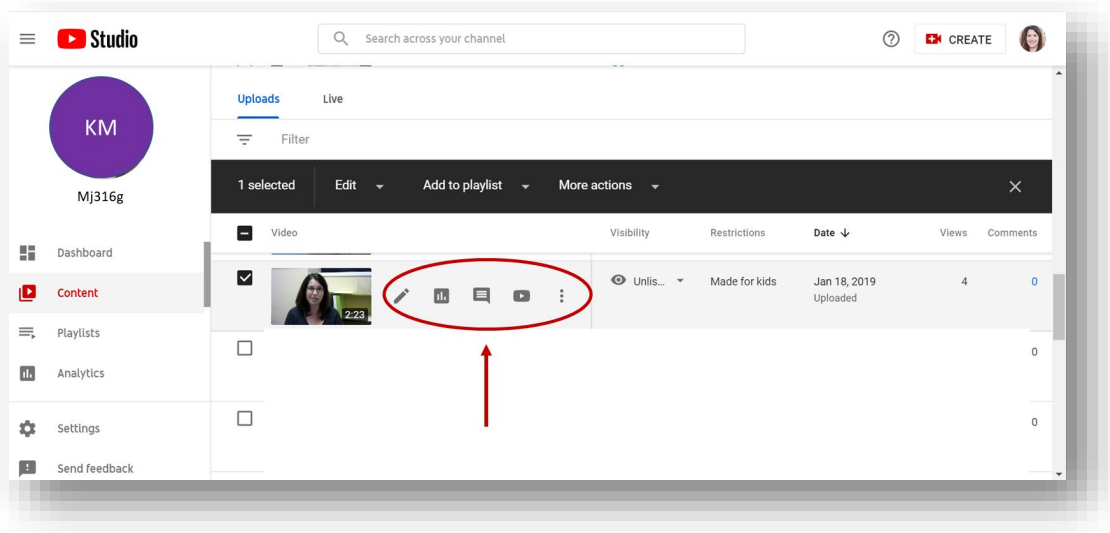 Studio
Search across your channel
CREATE
KM
Mj316g
Dashboard
Content
Playlists
Analytics
Settings
Send feedback
Uploads Live
Filter
1 selected Edit Add to playlist More actions
Video Visibility Restrictions Date Views Comments
2:23 Unlis... Made for kids Jan 18, 2019 4 0
Uploaded
0
0